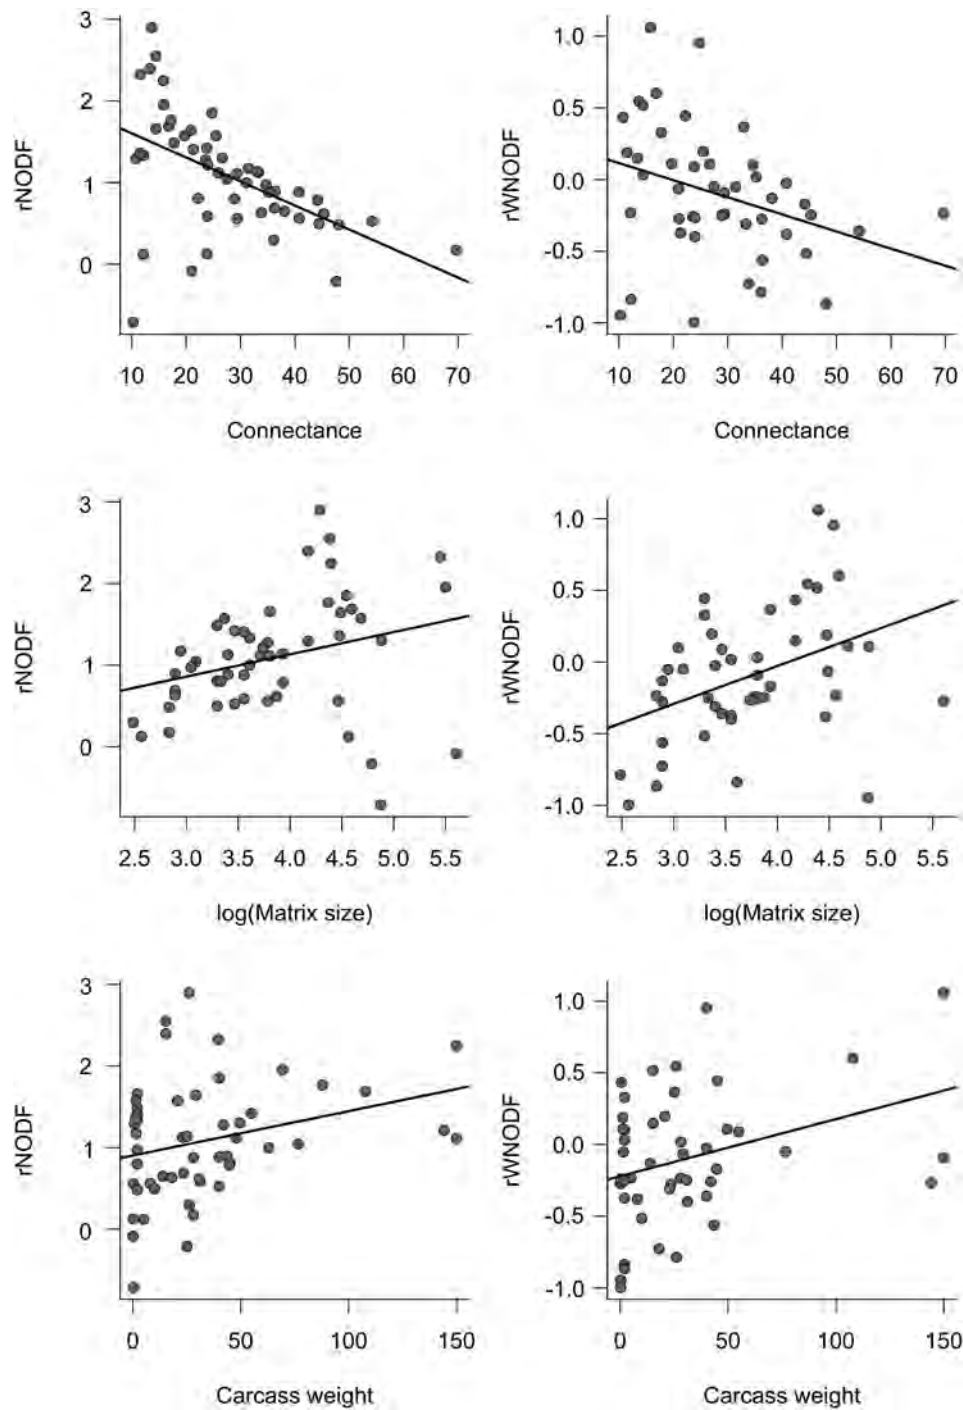 3
2
1
0
rNODF
10 20 30 40 50 60 70
Connectance
1.0
0.5
0.0
-0.5
-1.0
rWNODF
10 20 30 40 50 60 70
Connectance
3
2
1
0
rNODF
2.5 3.0 3.5 4.0 4.5 5.0 5.5
log(Matrix size)
1.0
0.5
0.0
-0.5
-1.0
rWNODF
2.5 3.0 3.5 4.0 4.5 5.0 5.5
log(Matrix size)
3
2
1
0
rNODF
0 50 100 150
Carcass weight
1.0
0.5
0.0
-0.5
-1.0
rWNODF
0 50 100 150
Carcass weight